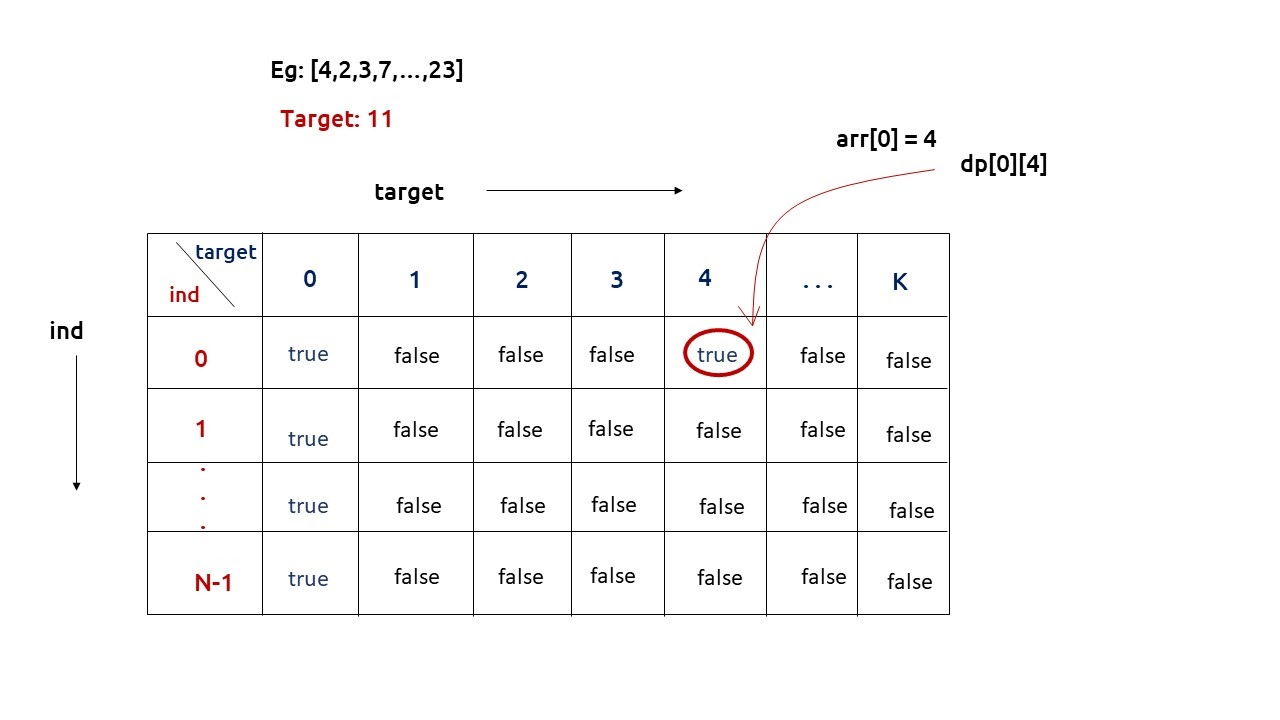 Eg: [4,2,3,7,...,23]
Target: 11
arr[0] = 4
dp[0][4]
target
target
ind
0 1 2 3 4 ... K
ind
0 true false false false true false false
1 true false false false false false false
. . . true false false false false false false
N-1 true false false false false false false